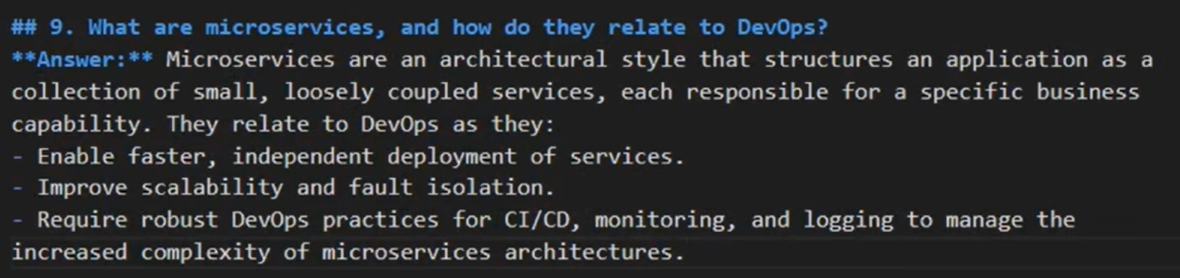 ## 9. What are microservices, and how do they relate to DevOps?
**Answer:** Microservices are an architectural style that structures an application as a
collection of small, loosely coupled services, each responsible for a specific business
capability. They relate to DevOps as they:
- Enable faster, independent deployment of services.
- Improve scalability and fault isolation.
- Require robust DevOps practices for CI/CD, monitoring, and logging to manage the
increased complexity of microservices architectures.